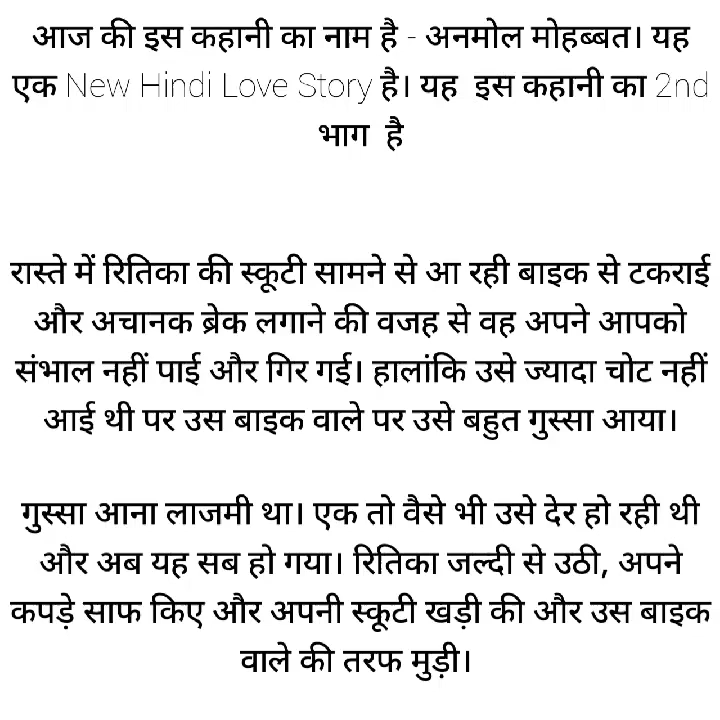 आज की इस कहानी का नाम है - अनमोल मोहब्बत। यह
एक New Hindi Love Story है। यह इस कहानी का 2nd
भाग है
रास्ते में रितिका की स्कूटी सामने से आ रही बाइक से टकराई
और अचानक ब्रेक लगाने की वजह से वह अपने आपको
संभाल नहीं पाई और गिर गई। हालांकि उसे ज्यादा चोट नहीं
आई थी पर उस बाइक वाले पर उसे बहुत गुस्सा आया।
गुस्सा आना लाजमी था। एक तो वैसे भी उसे देर हो रही थी
और अब यह सब हो गया। रितिका जल्दी से उठी, अपने
कपड़े साफ किए और अपनी स्कूटी खड़ी की और उस बाइक
वाले की तरफ मुड़ी।